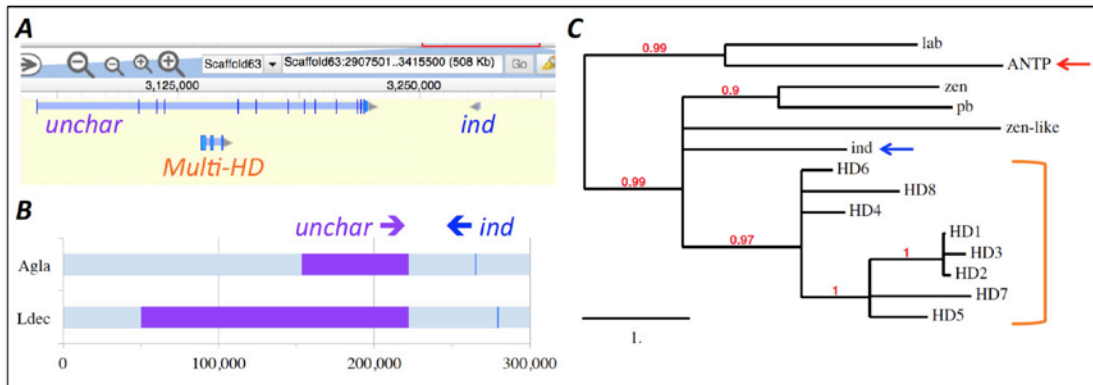 A
Scaffold63 Scaffold63:2907501..3415500 (508 Kb) Go
3,125,000 3,250,000
unchar ind
Multi-HD
B
unchar ind
Agla
Ldec
0 100,000 200,000 300,000
C
0.99 lab
ANTP
0.9 zen
pb
zen-like
ind
0.99
HD6
HD8
HD4
0.97
HD1
1 HD3
HD2
1 HD7
HD5
1.